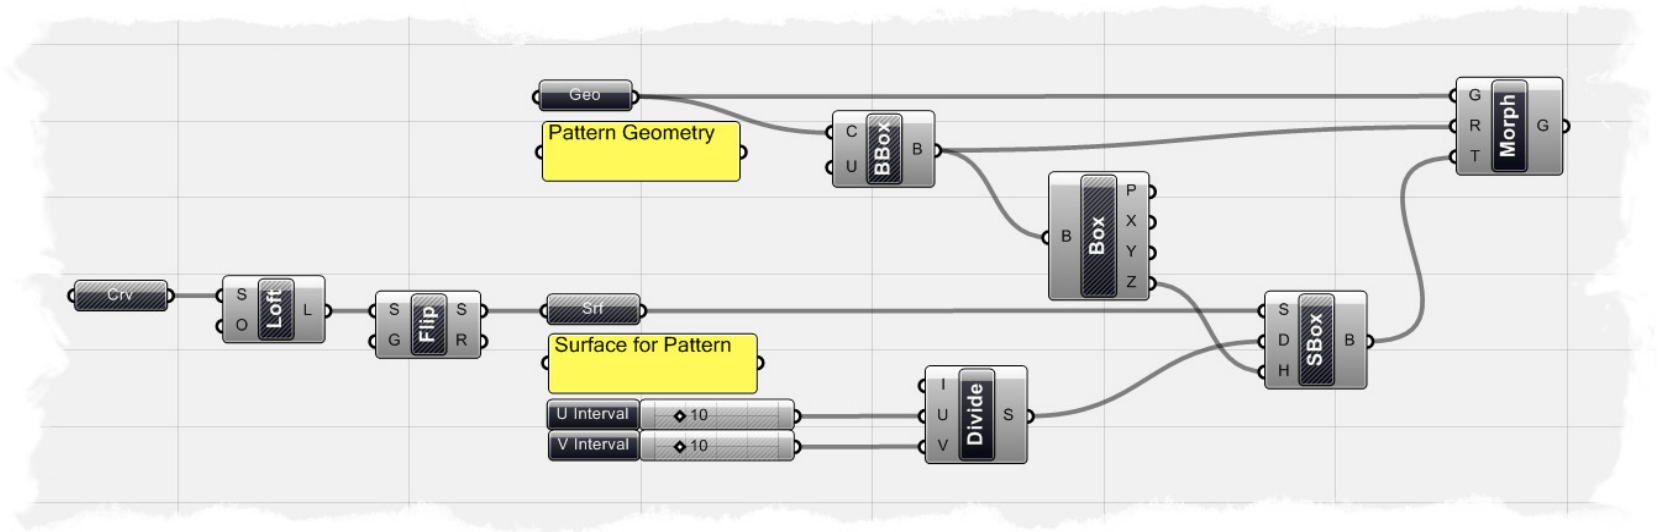 Geo
Pattern Geometry
C
U
BBox
B
G
R
T
Morph
G
B
Box
P
X
Y
Z
Crv
S
O
Loft
L
S
G
Flip
S
R
Srf
Surface for Pattern
U Interval 10
V Interval 10
I
U
V
Divide
S
S
D
H
SBox
B